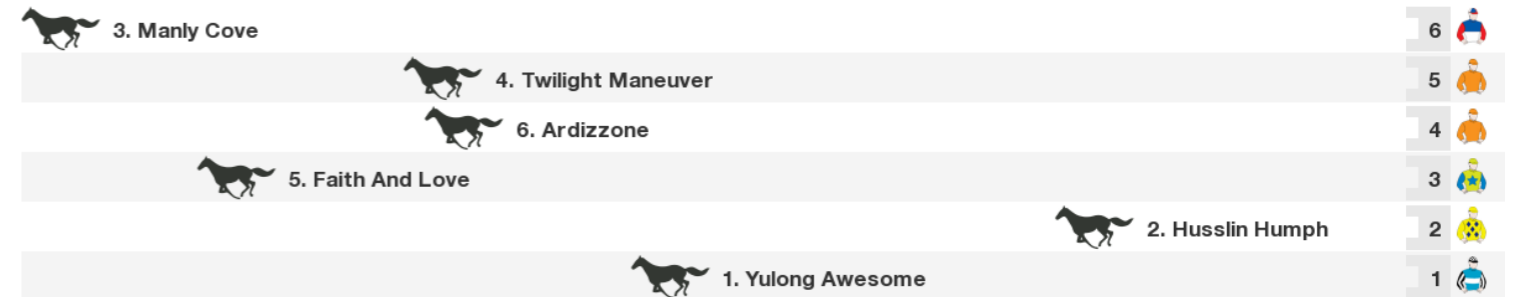 3. Manly Cove 6
4. Twilight Maneuver 5
6. Ardizzone 4
5. Faith And Love 3
2. Husslin Humph 2
1. Yulong Awesome 1